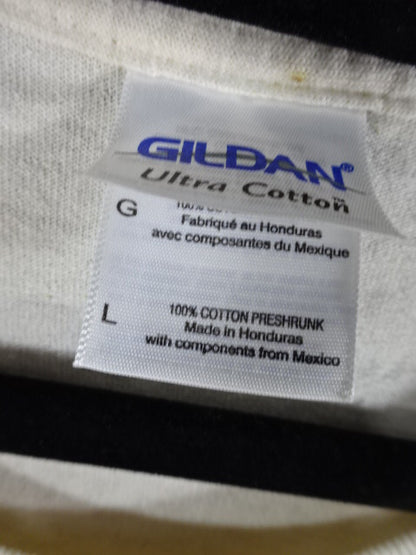 GILDAN®
Ultra Cotton™
G
Fabriqué au Honduras
avec composantes du Mexique
L
100% COTTON PRESHRUNK
Made in Honduras
with components from Mexico